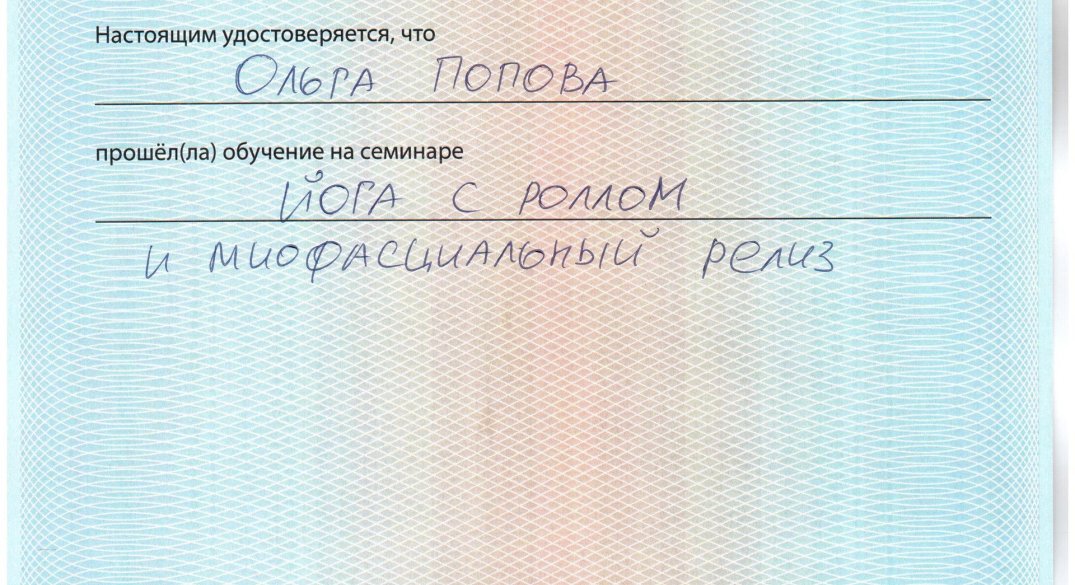 Настоящим удостоверяется, что
Ольга Попова
прошёл(ла) обучение на семинаре
Йога с роллом
и миофасциальный релиз